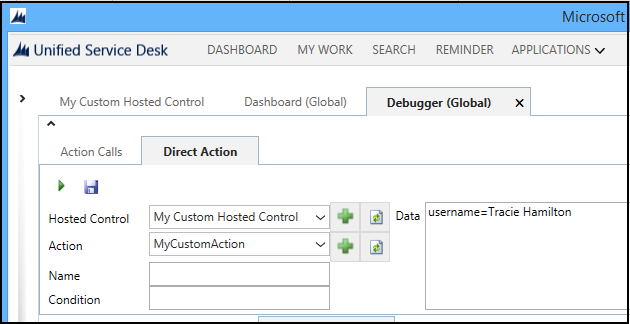 Microsoft
Unified Service Desk DASHBOARD MY WORK SEARCH REMINDER APPLICATIONS
My Custom Hosted Control Dashboard (Global) Debugger (Global)
Action Calls Direct Action
Hosted Control My Custom Hosted Control Data username=Tracie Hamilton
Action MyCustomAction
Name
Condition